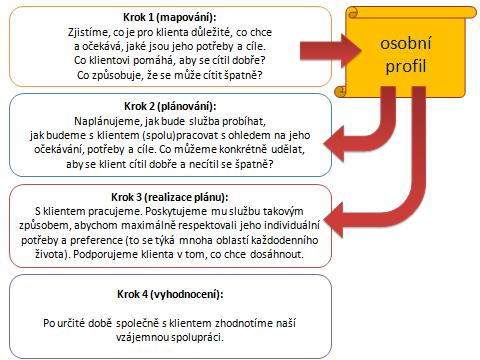 Krok 1 (mapování):
Zjistíme, co je pro klienta důležité, co chce
a očekává, jaké jsou jeho potřeby a cíle.
Co klientovi pomáhá, aby se cítil dobře?
Co způsobuje, že se může cítit špatně?
osobní
profil
Krok 2 (plánování):
Naplánujeme, jak bude služba probíhat,
jak budeme s klientem (spolu)pracovat s ohledem na jeho
očekávání, potřeby a cíle. Co můžeme konkrétně udělat,
aby se klient cítil dobře a necítil se špatně?
Krok 3 (realizace plánu):
S klientem pracujeme. Poskytujeme mu službu takovým
způsobem, abychom maximálně respektovali jeho individuální
potřeby a preference (to se týká mnoha oblastí každodenního
života). Podporujeme klienta v tom, co chce dosáhnout.
Krok 4 (vyhodnocení):
Po určité době společně s klientem zhodnotíme naší
vzájemnou spolupráci.